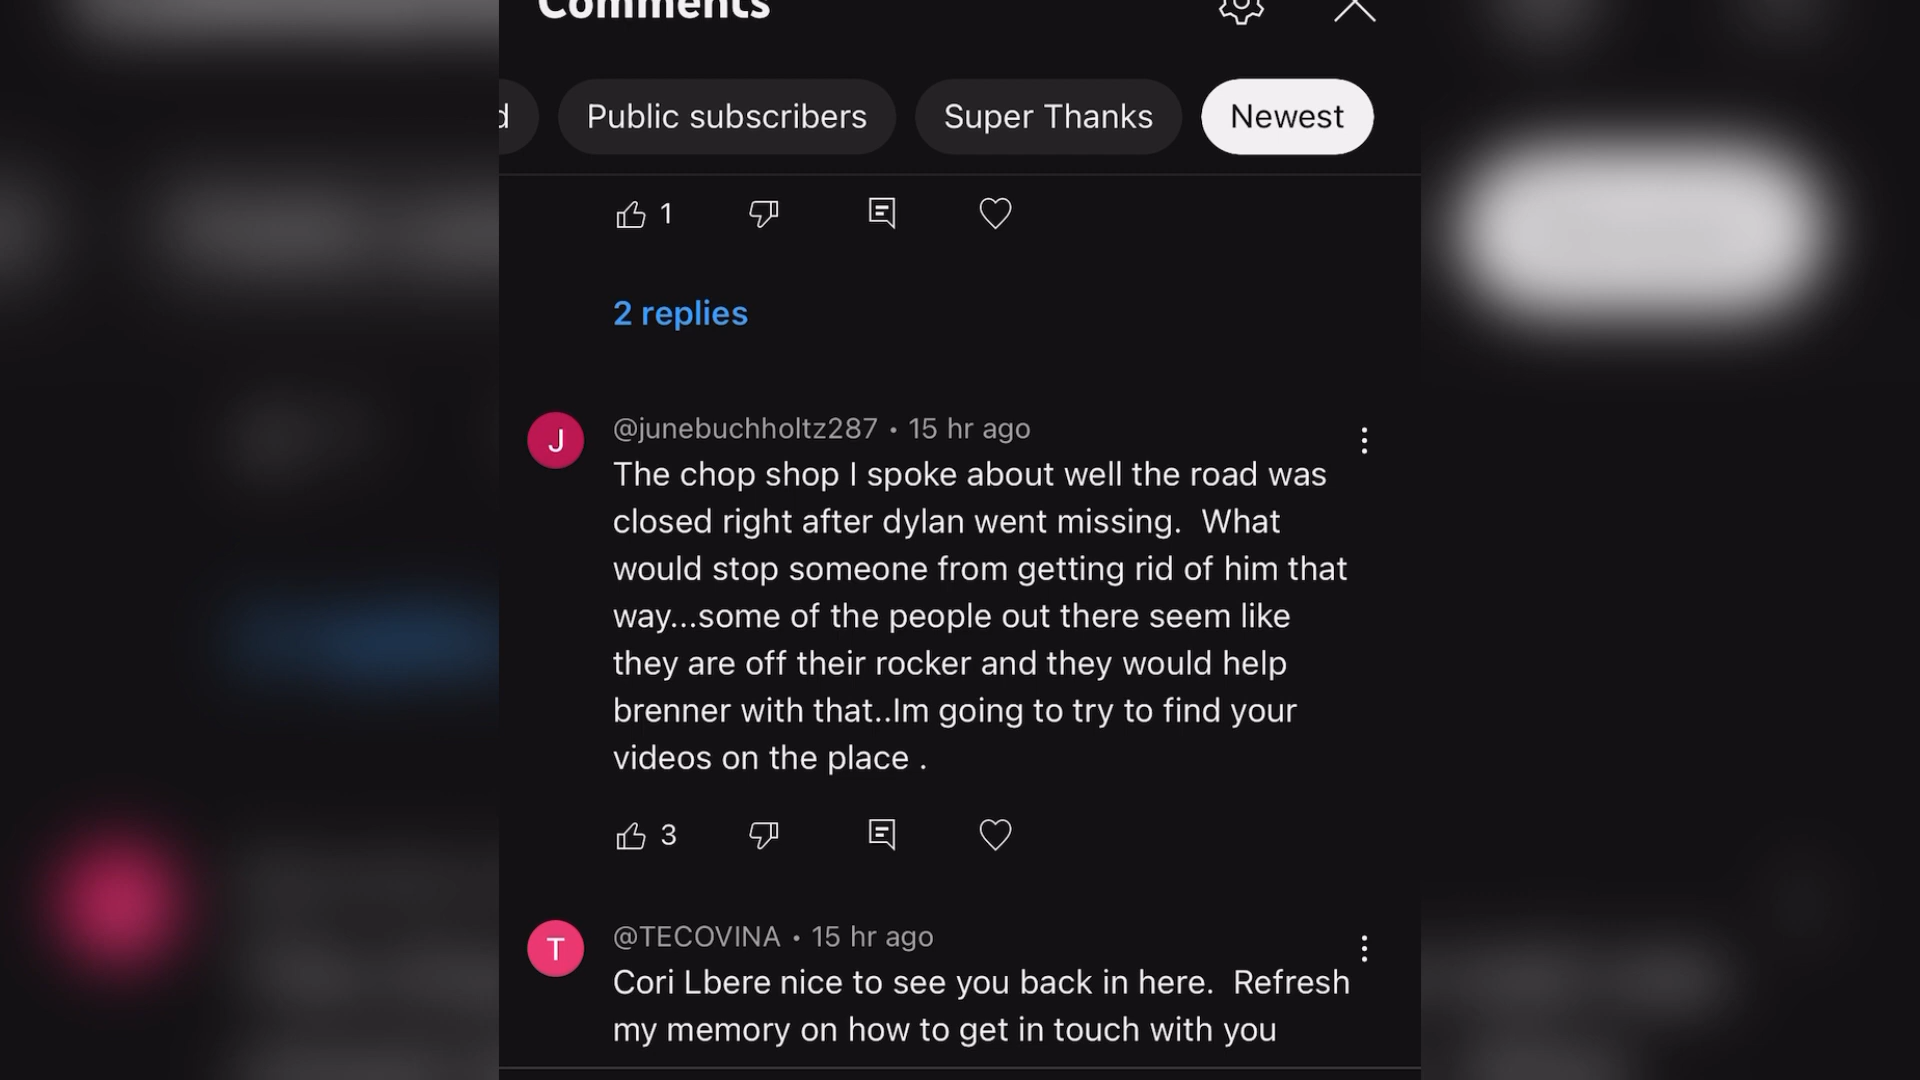 Comments
d
Public subscribers
Super Thanks
Newest
1
2 replies
J
@junebuchholtz287 • 15 hr ago
The chop shop I spoke about well the road was
closed right after dylan went missing.  What
would stop someone from getting rid of him that
way...some of the people out there seem like
they are off their rocker and they would help
brenner with that..Im going to try to find your
videos on the place .
3
T
@TECOVINA • 15 hr ago
Cori Lbere nice to see you back in here.  Refresh
my memory on how to get in touch with you